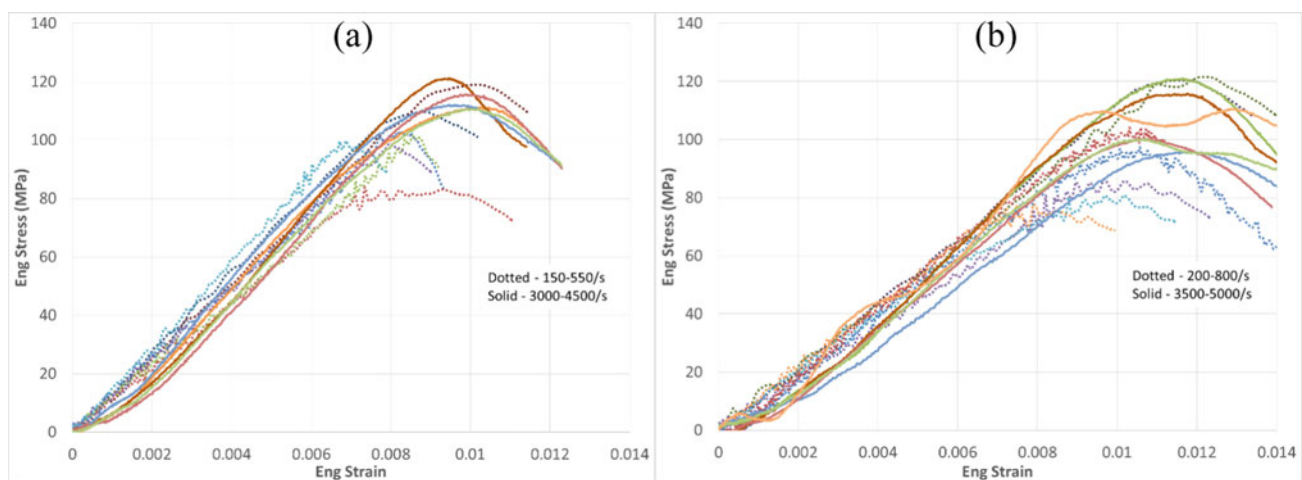 (a)
140
120
100
80
60
40
20
0
Eng Stress (MPa)
Dotted - 150-550/s
Solid - 3000-4500/s
0 0.002 0.004 0.006 0.008 0.01 0.012 0.014
Eng Strain
(b)
140
120
100
80
60
40
20
0
Eng Stress (MPa)
Dotted - 200-800/s
Solid - 3500-5000/s
0 0.002 0.004 0.006 0.008 0.01 0.012 0.014
Eng Strain